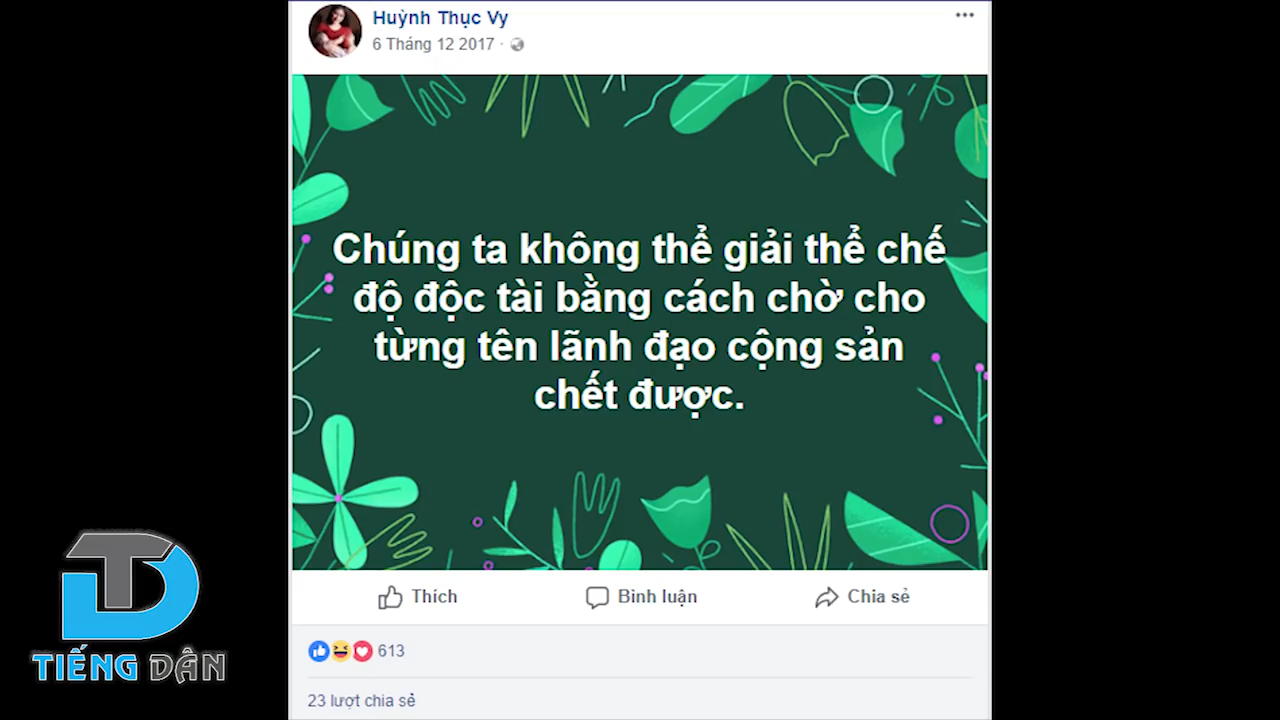 Huỳnh Thục Vy
6 Tháng 12 2017 ·
Chúng ta không thể giải thể chế
độ độc tài bằng cách chờ cho
từng tên lãnh đạo cộng sản
chết được.
Thích
Bình luận
Chia sẻ
613
23 lượt chia sẻ
TD
TIẾNG DÂN